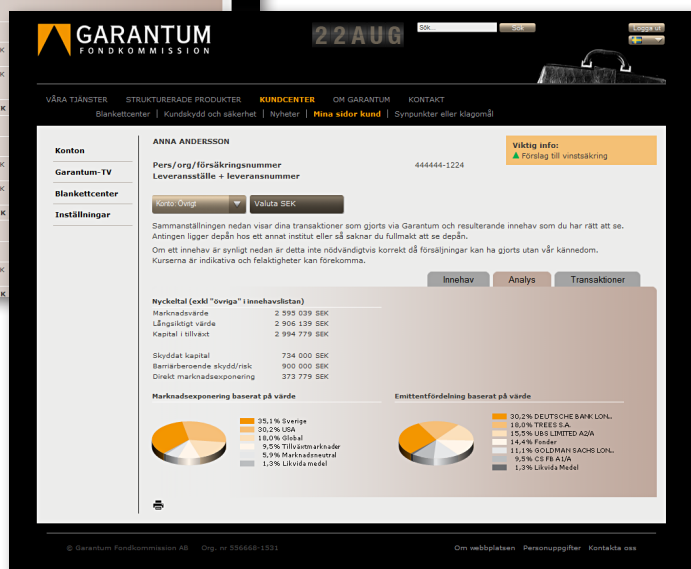 GARANTUM
FONDKOMMISSION
22AUG
Sök...
Sök
Logga ut
VÅRA TJÄNSTER STRUKTURERADE PRODUKTER KUNDCENTER OM GARANTUM KONTAKT
Blankettcenter | Kundskydd och säkerhet | Nyheter | Mina sidor kund | Synpunkter eller klagomål
Konton
Garantum-TV
Blankettcenter
Inställningar
ANNA ANDERSSON
Viktig info:
Förslag till vinstsäkring
Pers/org/försäkringsnummer 444444-1224
Leveransställe + leveransnummer
Konto: Övrigt
Valuta SEK
Sammanställningen nedan visar dina transaktioner som gjorts via Garantum och resulterande innehav som du har rätt att se.
Antingen ligger depån hos ett annat institut eller så saknar du fullmakt att se depån.
Om ett innehav är synligt nedan är detta inte nödvändigtvis korrekt då försäljningar kan ha gjorts utan vår kännedom.
Kurserna är indikativa och felaktigheter kan förekomma.
Innehav Analys Transaktioner
Nyckeltal (exkl "övriga" i innehavslistan)
Marknadsvärde 2 595 039 SEK
Långsiktigt värde 2 906 139 SEK
Kapital i tillväxt 2 994 779 SEK
Skyddat kapital 734 000 SEK
Barriärberoende skydd/risk 900 000 SEK
Direkt marknadsexponering 373 779 SEK
Marknadsexponering baserat på värde
35,1% Sverige
30,2% USA
18,0% Global
9,5% Tillväxtmarknader
5,9% Marknadsneutral
1,3% Likvida medel
Emittentfördelning baserat på värde
30,2% DEUTSCHE BANK LON..
18,0% TREES S.A.
15,5% UBS LIMITED A2/A
14,4% Fonder
11,1% GOLDMAN SACHS LON..
9,5% CS FB A1/A
1,3% Likvida Medel
© Garantum Fondkommission AB Org. nr 556668-1531
Om webbplatsen Personuppgifter Kontakta oss